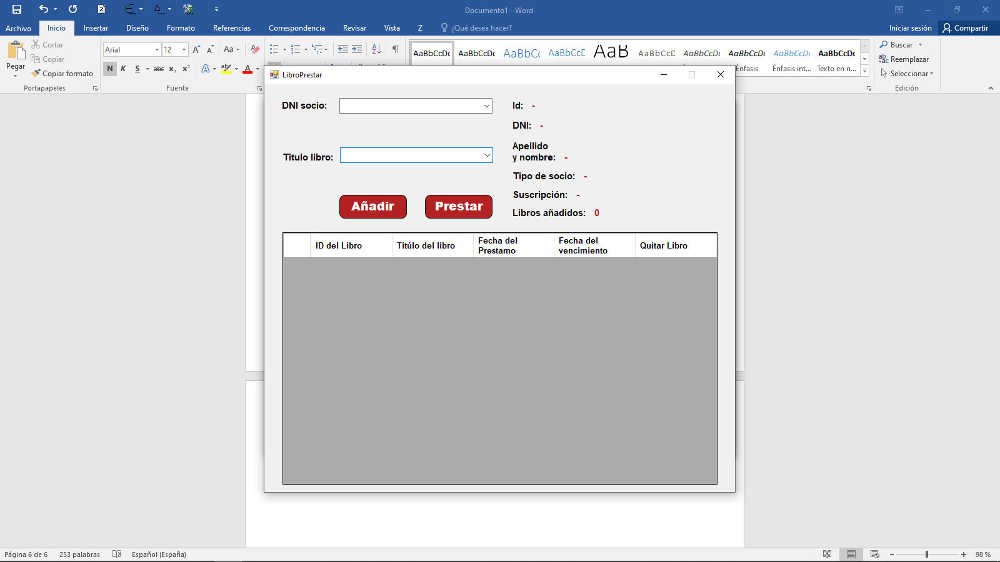 Documento1 - Word
Archivo Inicio Insertar Diseño Formato Referencias Correspondencia Revisar Vista Z ¿Qué desea hacer? Iniciar sesión Compartir
Pegar
Cortar
Copiar
Copiar formato
Portapapeles
Arial 12
N K S abc x₂ x²
Fuente
AaBbCcDc AaBbCcDc AaBbCc AaBbCcD AaB AaBbCcD AaBbCcDc AaBbCcDc AaBbCcDc AaBbCcDc
Énfasis Énfasis int... Texto en n...
Buscar
Reemplazar
Seleccionar
Edición
LibroPrestar
DNI socio:
Titulo libro:
Añadir Prestar
Id: -
DNI: -
Apellido
y nombre: -
Tipo de socio: -
Suscripción: -
Libros añadidos: 0
ID del Libro Titúlo del libro Fecha del Prestamo Fecha del vencimiento Quitar Libro
Página 6 de 6 253 palabras Español (España) 98 %